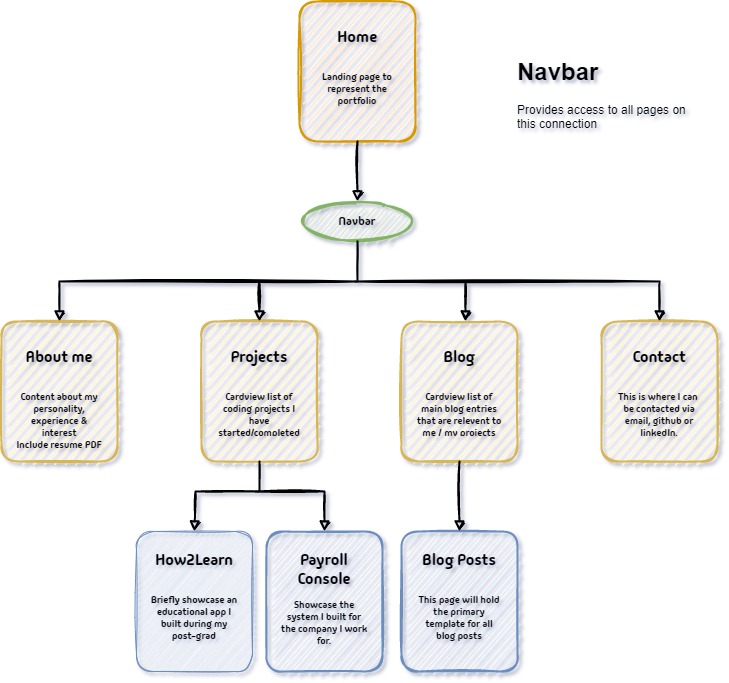 Home
Landing page to
represent the
portfolio
Navbar
Provides access to all pages on
this connection
Navbar
About me
Content about my
personality,
experience &
interest
Include resume PDF
Projects
Cardview list of
coding projects I
have
started/completed
Blog
Cardview list of
main blog entries
that are relevent to
me / my projects
Contact
This is where I can
be contacted via
email, github or
linkedIn.
How2Learn
Briefly showcase an
educational app I
built during my
post-grad
Payroll
Console
Showcase the
system I built for
the company I work
for.
Blog Posts
This page will hold
the primary
template for all
blog posts